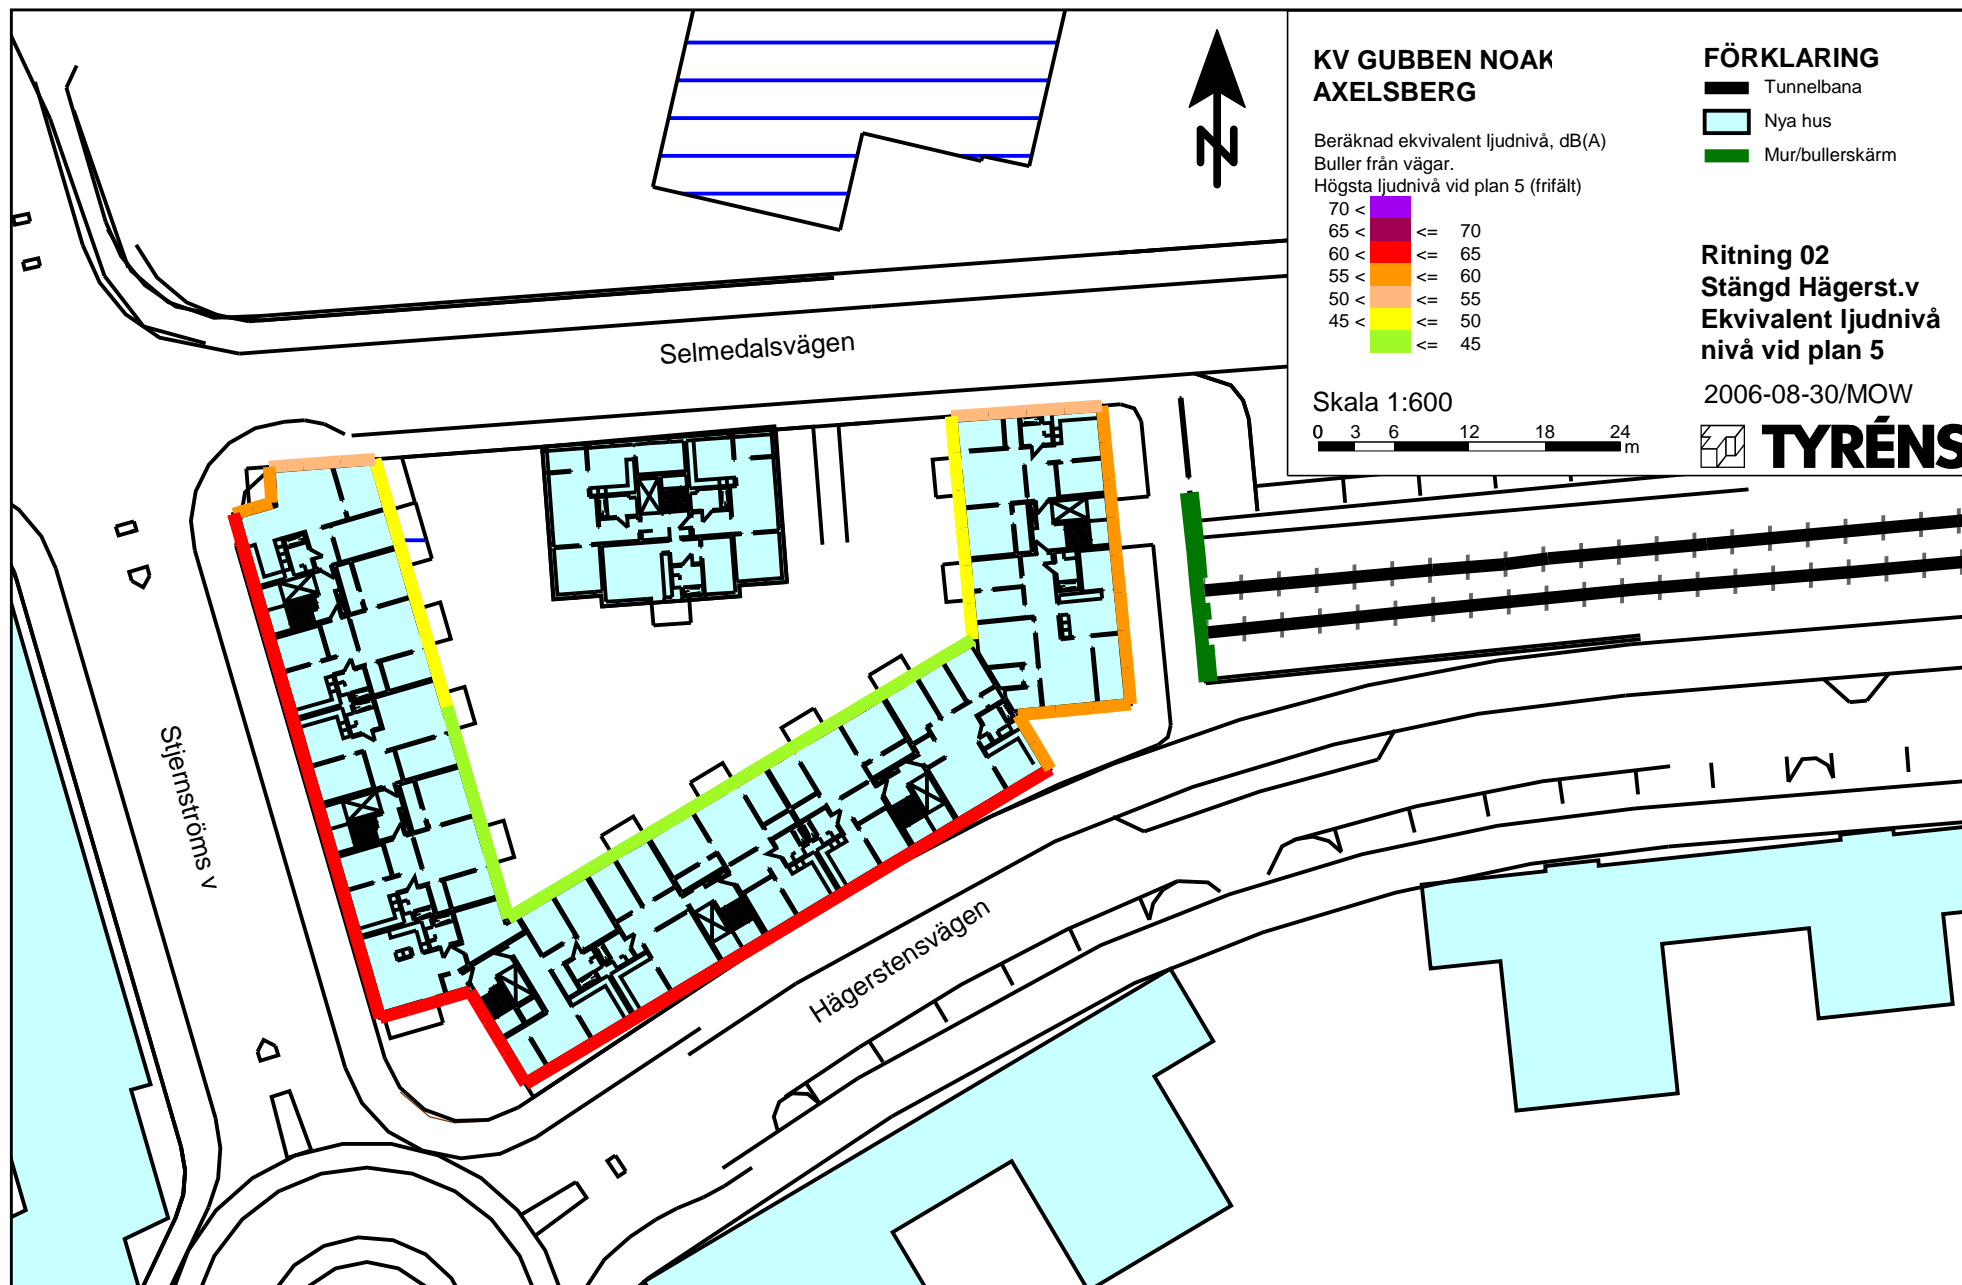 KV GUBBEN NOAK
AXELSBERG
Beräknad ekvivalent ljudnivå, dB(A)
Buller från vägar.
Högsta ljudnivå vid plan 5 (frifält)
70 <
65 < <= 70
60 < <= 65
55 < <= 60
50 < <= 55
45 < <= 50
<= 45
Skala 1:600
0 3 6 12 18 24
m
FÖRKLARING
Tunnelbana
Nya hus
Mur/bullerskärm
Ritning 02
Stängd Hägerst.v
Ekvivalent ljudnivå
nivå vid plan 5
2006-08-30/MOW
TYRÉNS
N
Selmedalsvägen
Stjernströms v
Hägerstensvägen